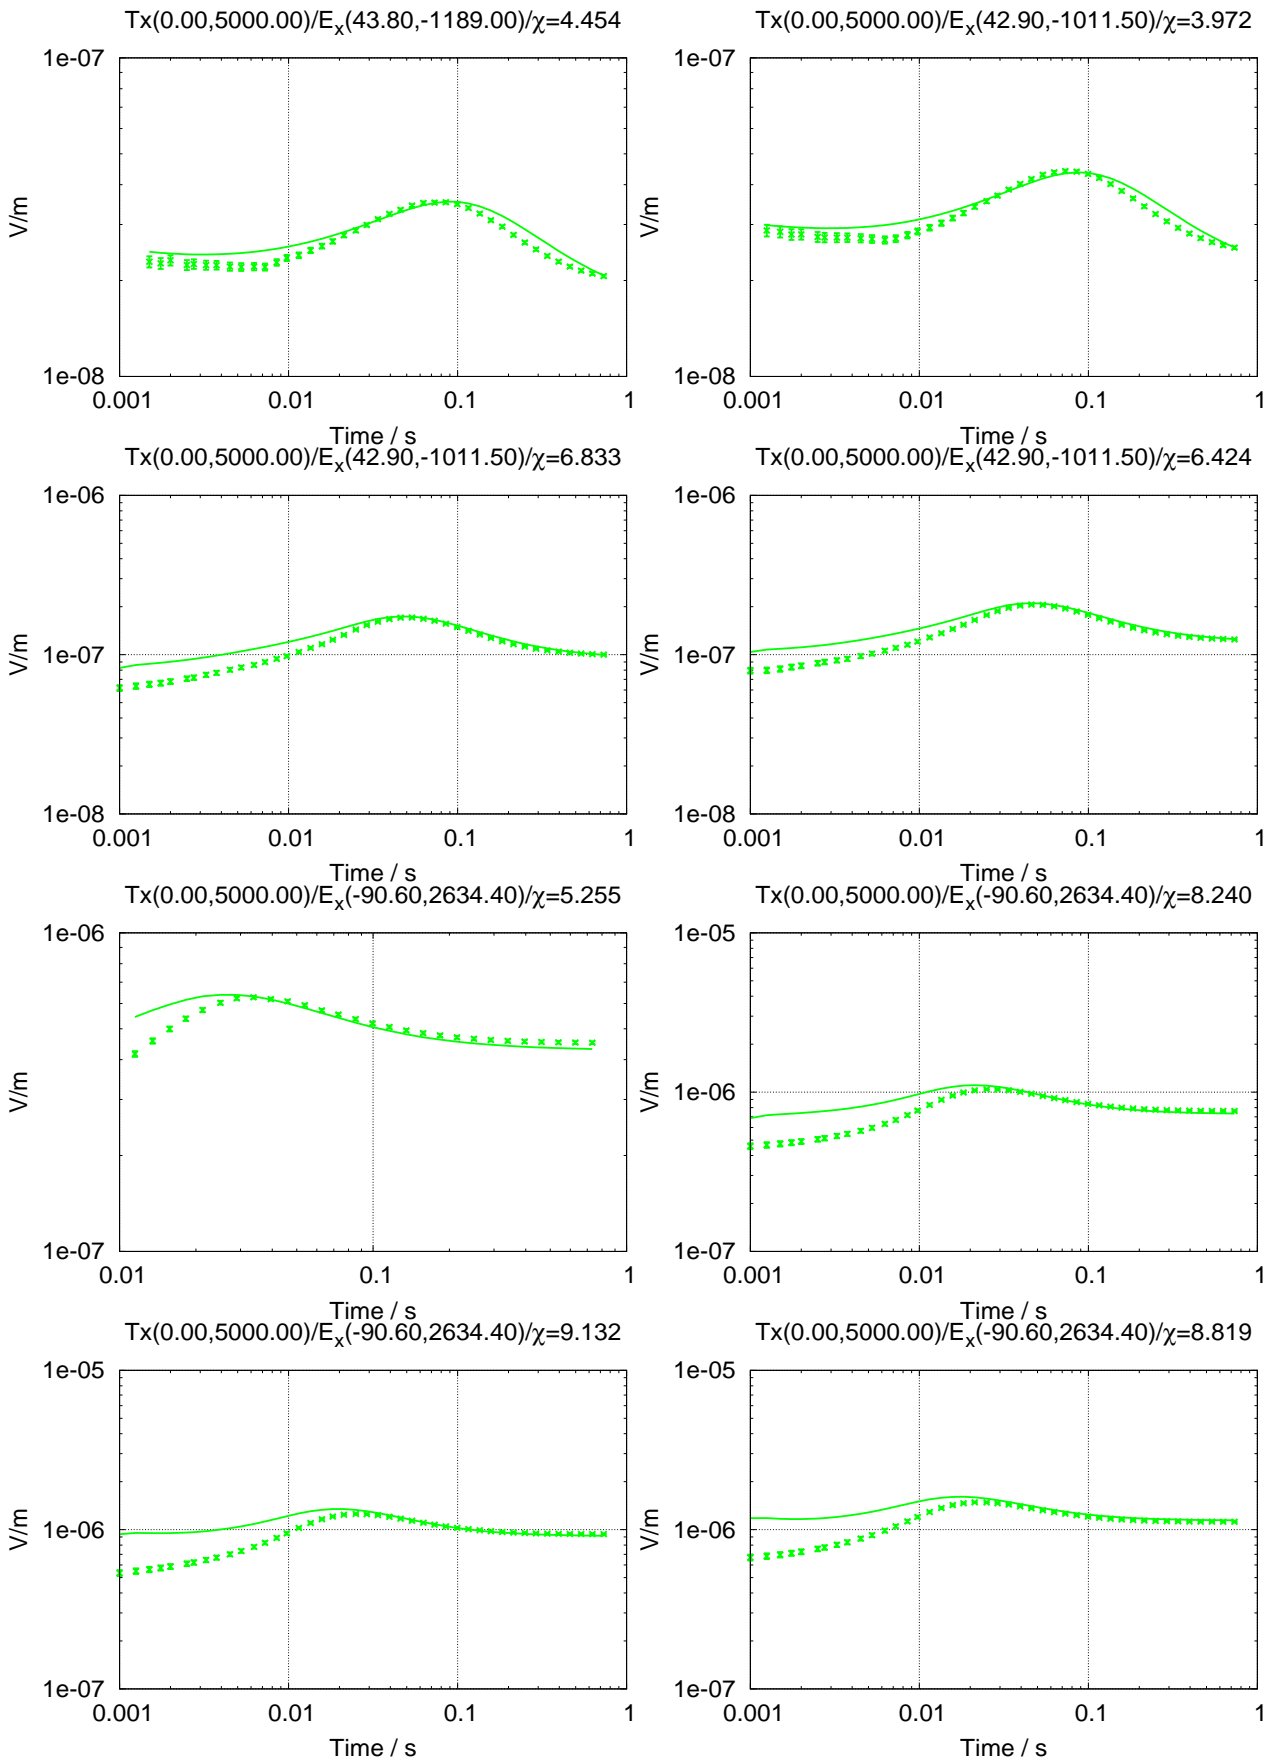 Tx(0.00,5000.00)/Ex(43.80,-1189.00)/χ=4.454
Tx(0.00,5000.00)/Ex(42.90,-1011.50)/χ=3.972
1e-07
1e-07
V/m
V/m
1e-08
1e-08
0.001 0.01 0.1 1
0.001 0.01 0.1 1
Time / s
Time / s
Tx(0.00,5000.00)/Ex(42.90,-1011.50)/χ=6.833
Tx(0.00,5000.00)/Ex(42.90,-1011.50)/χ=6.424
1e-06
1e-06
1e-07
1e-07
V/m
V/m
1e-08
1e-08
0.001 0.01 0.1 1
0.001 0.01 0.1 1
Time / s
Time / s
Tx(0.00,5000.00)/Ex(-90.60,2634.40)/χ=5.255
Tx(0.00,5000.00)/Ex(-90.60,2634.40)/χ=8.240
1e-06
1e-05
V/m
1e-06
V/m
1e-07
1e-07
0.01 0.1 1
0.001 0.01 0.1 1
Time / s
Time / s
Tx(0.00,5000.00)/Ex(-90.60,2634.40)/χ=9.132
Tx(0.00,5000.00)/Ex(-90.60,2634.40)/χ=8.819
1e-05
1e-05
1e-06
1e-06
V/m
V/m
1e-07
1e-07
0.001 0.01 0.1 1
0.001 0.01 0.1 1
Time / s
Time / s